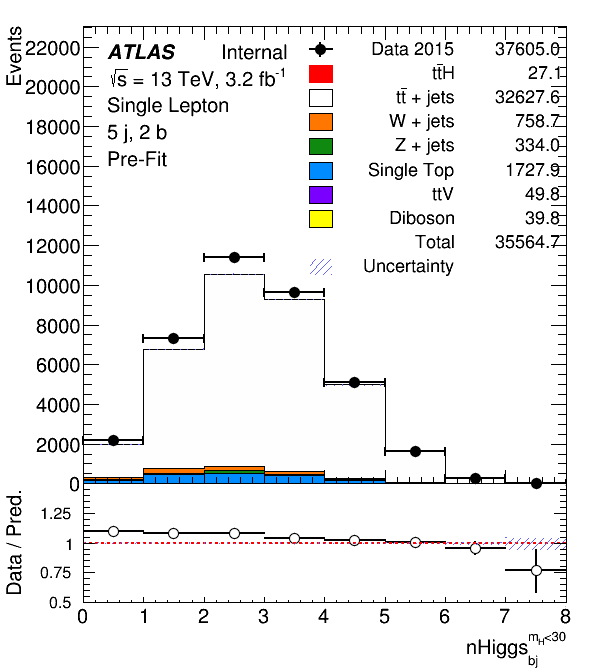 Events
22000
20000
18000
16000
14000
12000
10000
8000
6000
4000
2000
0
ATLAS Internal
√s = 13 TeV, 3.2 fb⁻¹
Single Lepton
5 j, 2 b
Pre-Fit
Data 2015 37605.0
tt̄H 27.1
tt̄ + jets 32627.6
W + jets 758.7
Z + jets 334.0
Single Top 1727.9
ttV 49.8
Diboson 39.8
Total 35564.7
Uncertainty
Data / Pred.
1.25
1
0.75
0.5
0 1 2 3 4 5 6 7 8
nHiggs_bj^{m_H<30}